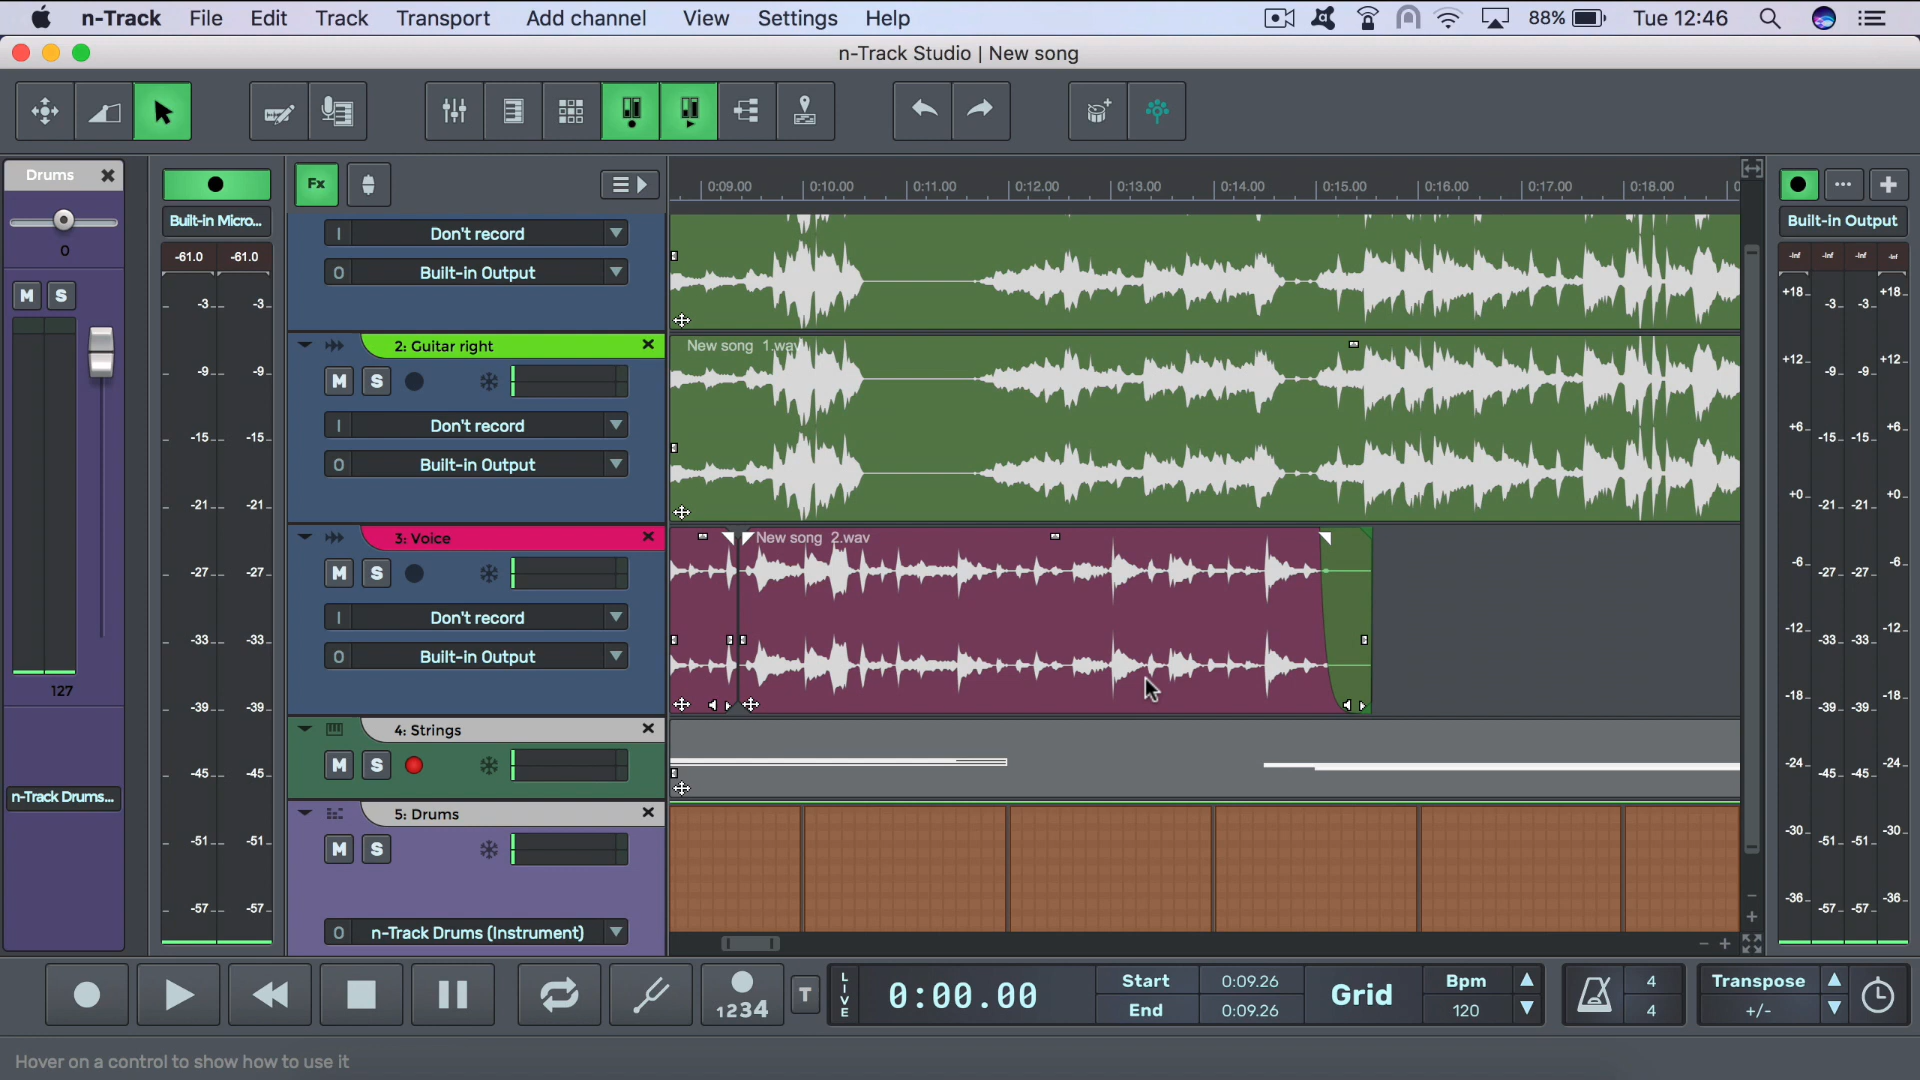 n-Track File Edit Track Transport Add channel View Settings Help 88% Tue 12:46
n-Track Studio | New song
Drums
Fx
Built-in Micro...
0:09.00 0:10.00 0:11.00 0:12.00 0:13.00 0:14.00 0:15.00 0:16.00 0:17.00 0:18.00
Built-in Output
0
-61.0 -61.0
I Don't record
O Built-in Output
-Inf -Inf -Inf -Inf
M S
2: Guitar right
New song 1.wav
M S
I Don't record
O Built-in Output
3: Voice
New song 2.wav
M S
I Don't record
O Built-in Output
127
4: Strings
M S
n-Track Drums...
5: Drums
M S
O n-Track Drums (Instrument)
-3 -3
-9 -9
-15 -15
-21 -21
-27 -27
-33 -33
-39 -39
-45 -45
-51 -51
-57 -57
+18 -3 -3 +18
+12 -9 -9 +12
+6 -15 -15 +6
+0 -21 -21 +0
-6 -27 -27 -6
-12 -33 -33 -12
-18 -39 -39 -18
-24 -45 -45 -24
-30 -51 -51 -30
-36 -57 -57 -36
1234
T
LIVE
0:00.00
Start 0:09.26
End 0:09.26
Grid
Bpm
120
4
4
Transpose
+/-
Hover on a control to show how to use it